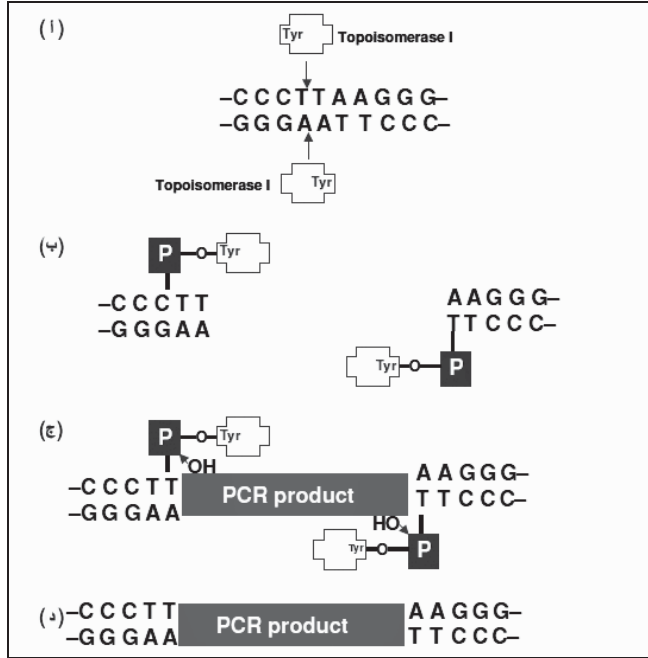 (ا)
Tyr
Topoisomerase I
–CCCTTAAGGG–
–GGGAATTCCC–
Topoisomerase I
Tyr
(ب)
P–O–Tyr
–CCCTT
–GGGAA
AAGGG–
TTCCC–
Tyr–O–P
(ج)
P–O–Tyr
OH
–CCCTT PCR product AAGGG–
–GGGAA TTCCC–
HO
Tyr–O–P
(د)
–CCCTT PCR product AAGGG–
–GGGAA TTCCC–